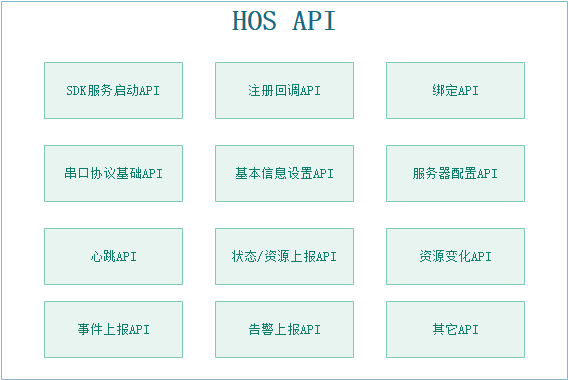 HOS API
SDK服务启动API
注册回调API
绑定API
串口协议基础API
基本信息设置API
服务器配置API
心跳API
状态/资源上报API
资源变化API
事件上报API
告警上报API
其它API